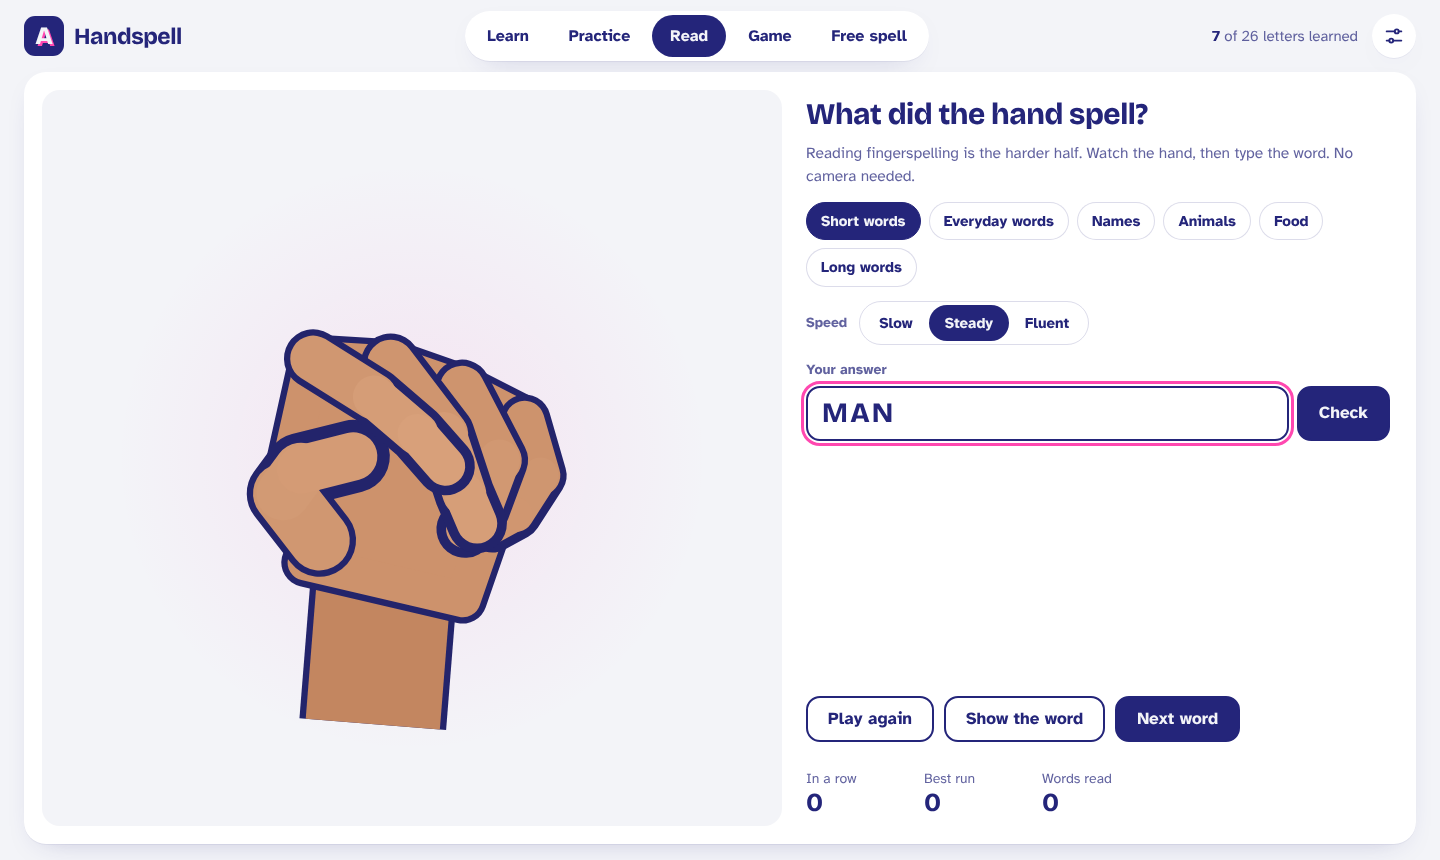 A Handspell
Learn Practice Read Game Free spell
7 of 26 letters learned
What did the hand spell?
Reading fingerspelling is the harder half. Watch the hand, then type the word. No
camera needed.
Short words Everyday words Names Animals Food
Long words
Speed Slow Steady Fluent
Your answer
MAN Check
Play again Show the word Next word
In a row Best run Words read
0 0 0